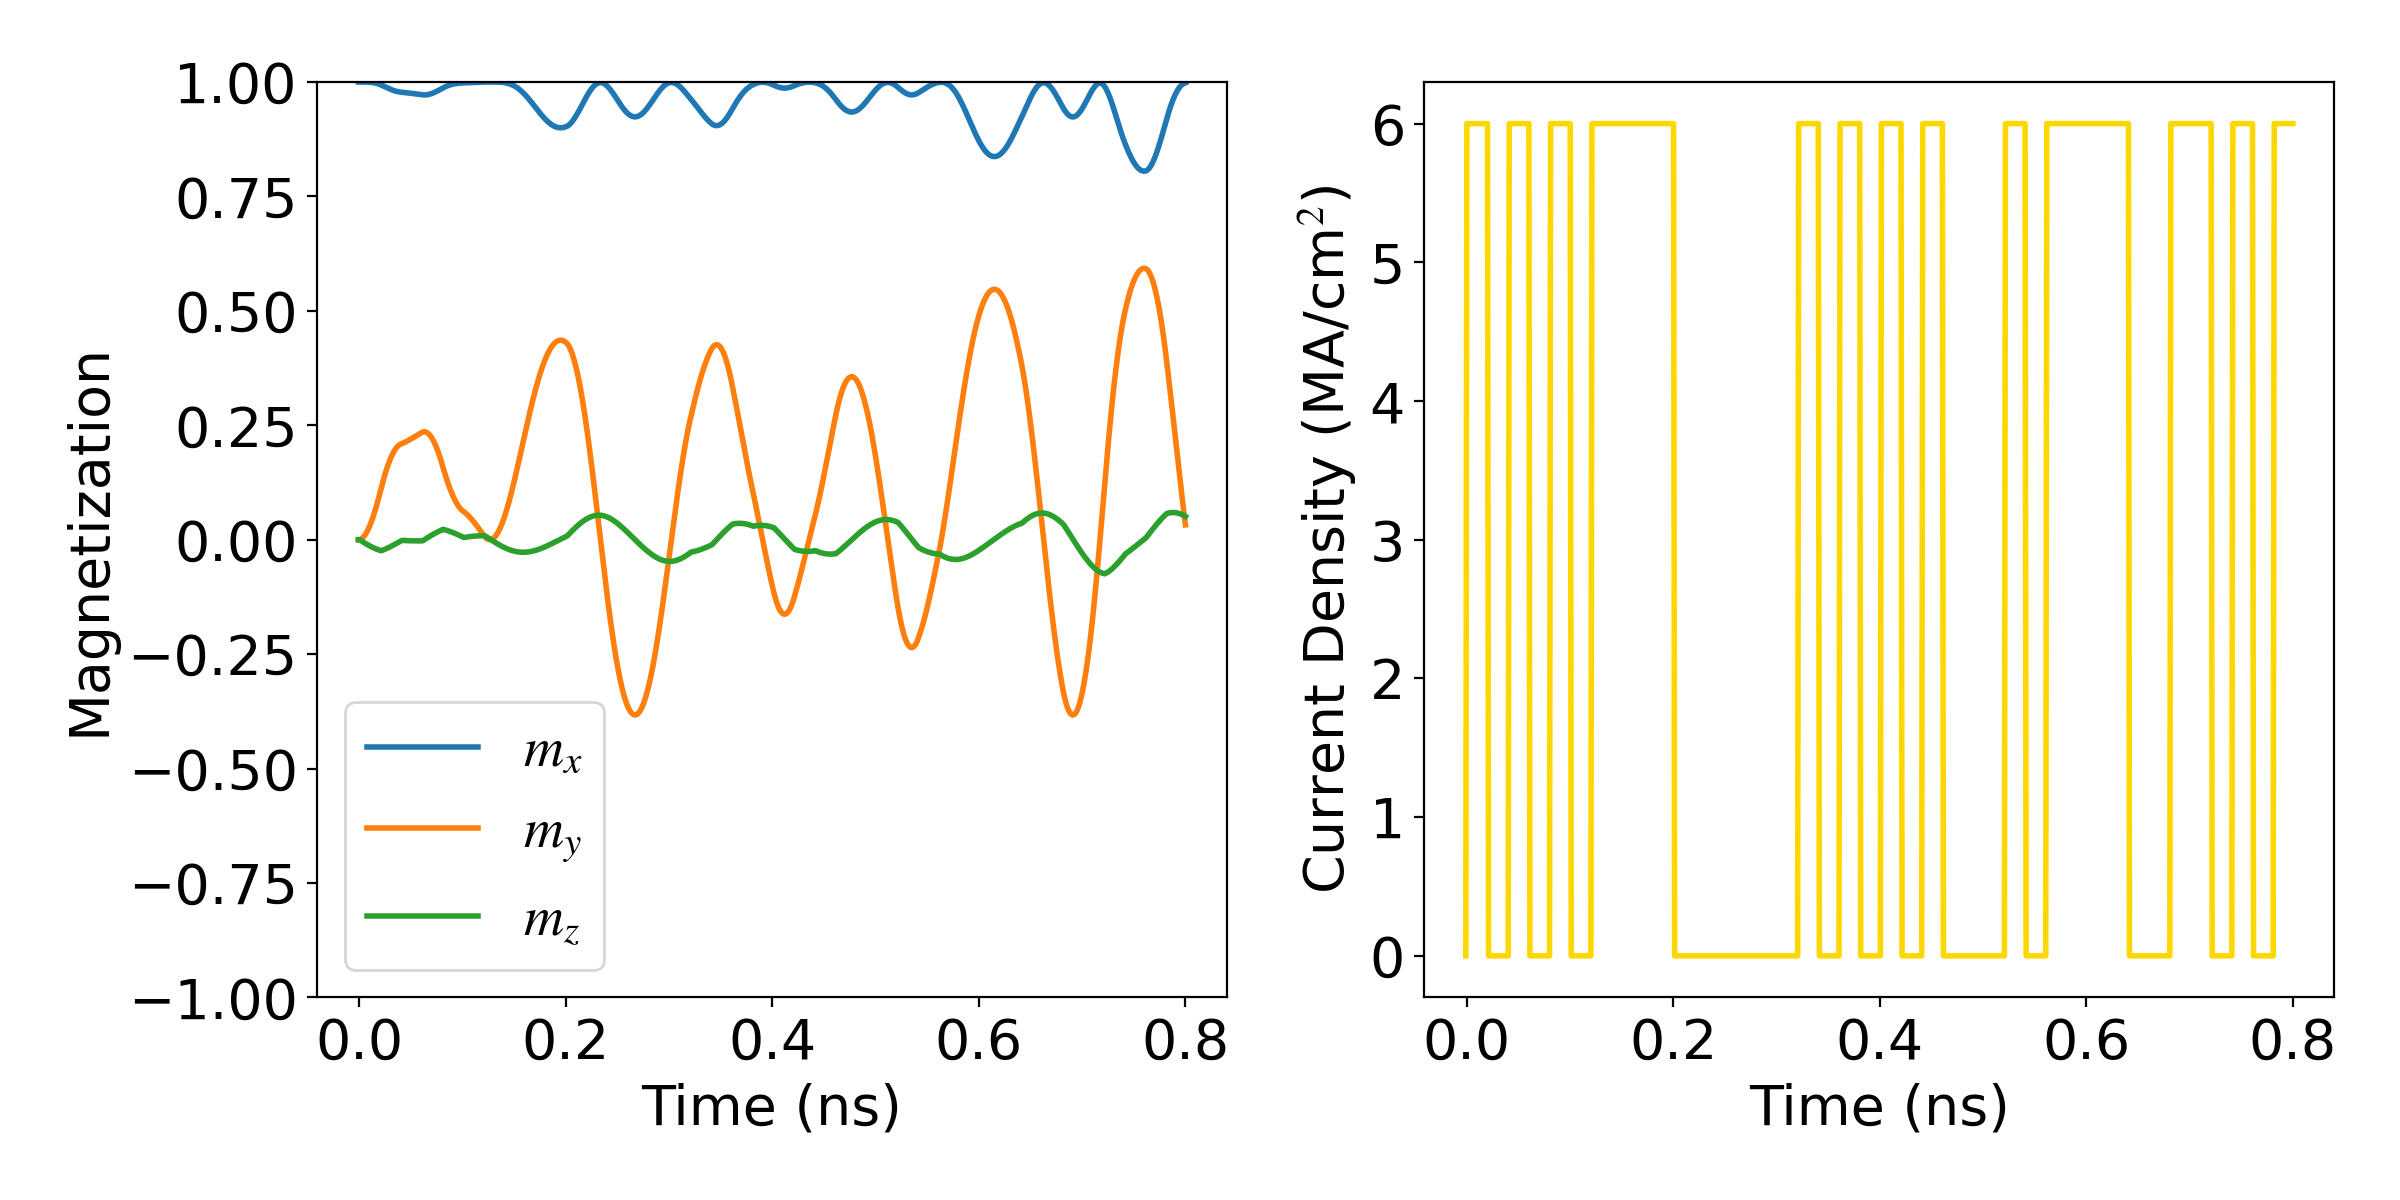 Magnetization
1.00
0.75
0.50
0.25
0.00
−0.25
−0.50
−0.75
−1.00
0.0 0.2 0.4 0.6 0.8
Time (ns)
m_x
m_y
m_z
Current Density (MA/cm²)
6
5
4
3
2
1
0
0.0 0.2 0.4 0.6 0.8
Time (ns)